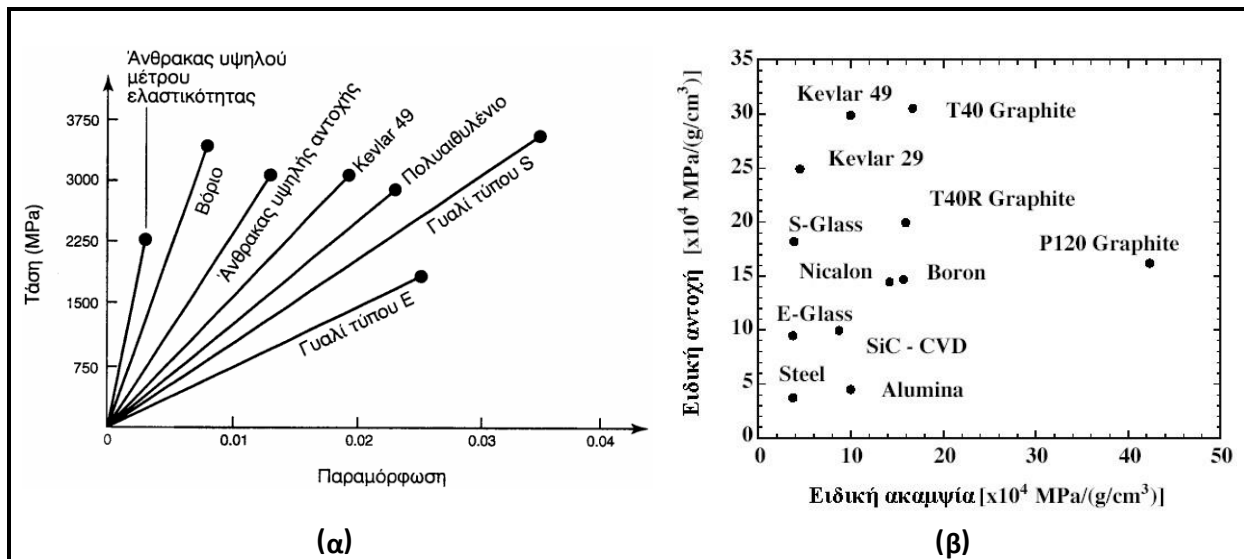 Άνθρακας υψηλού
μέτρου
ελαστικότητας
Τάση (MPa)
3750
3000
2250
1500
750
0
0.01
0.02
0.03
0.04
Παραμόρφωση
Βόριο
Άνθρακας υψηλής αντοχής
Kevlar 49
Πολυαιθυλένιο
Γυαλί τύπου S
Γυαλί τύπου E
(α)
Ειδική αντοχή [x10⁴ MPa/(g/cm³)]
35
30
25
20
15
10
5
0
Kevlar 49
T40 Graphite
Kevlar 29
T40R Graphite
S-Glass
P120 Graphite
Nicalon
Boron
E-Glass
SiC - CVD
Steel
Alumina
0
10
20
30
40
50
Ειδική ακαμψία [x10⁴ MPa/(g/cm³)]
(β)